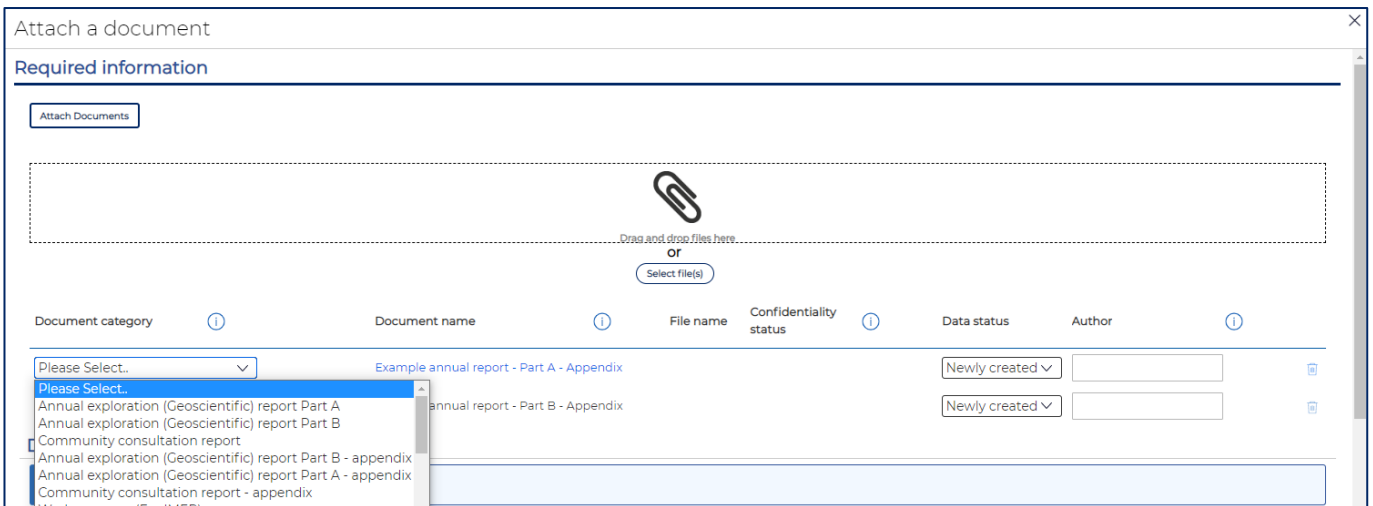 Attach a document
Required information
Attach Documents
Drag and drop files here
or
Select file(s)
Document category
Document name
File name
Confidentiality
status
Data status
Author
Please Select..
Example annual report - Part A - Appendix
Newly created
Please Select..
Annual exploration (Geoscientific) report Part A
annual report - Part B - Appendix
Newly created
Annual exploration (Geoscientific) report Part B
Community consultation report
Annual exploration (Geoscientific) report Part B - appendix
Annual exploration (Geoscientific) report Part A - appendix
Community consultation report - appendix